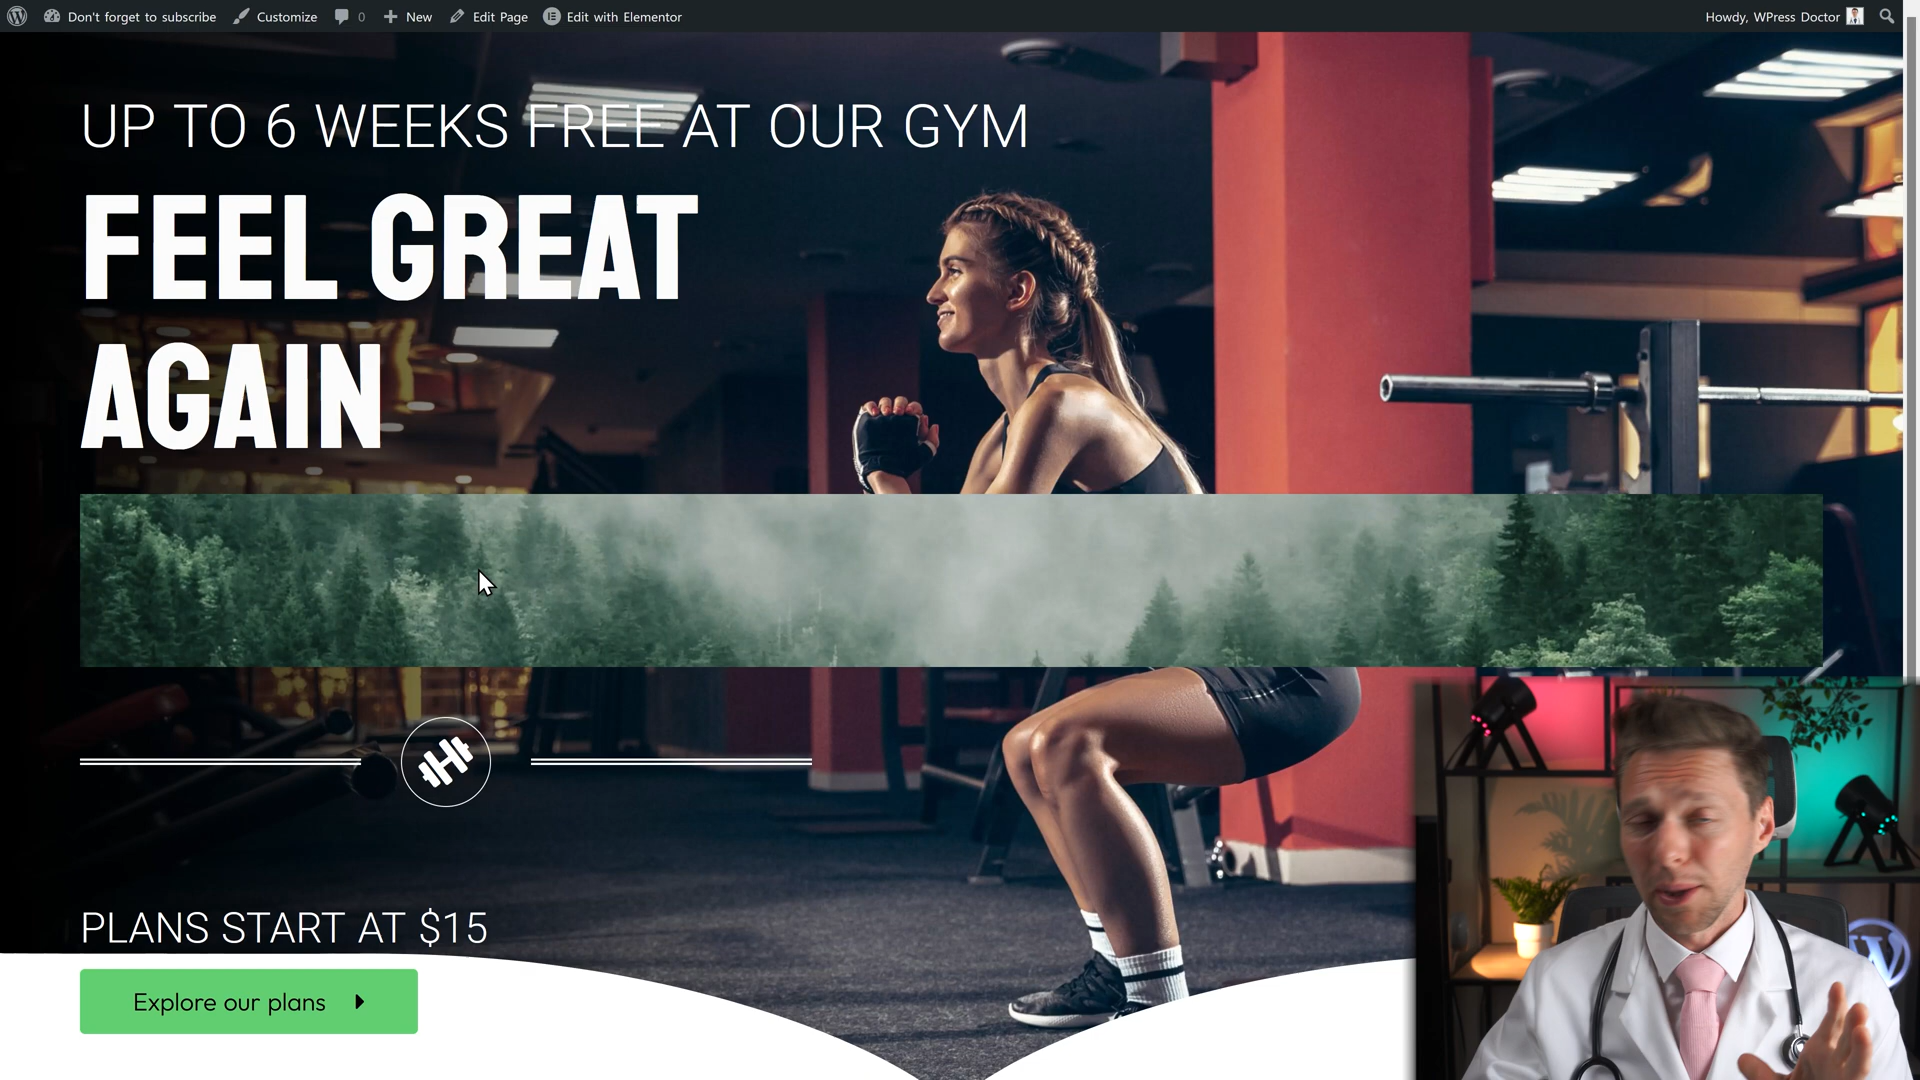 Don't forget to subscribe Customize 0 New Edit Page Edit with Elementor Howdy, WPress Doctor
UP TO 6 WEEKS FREE AT OUR GYM
FEEL GREAT
AGAIN
PLANS START AT $15
Explore our plans